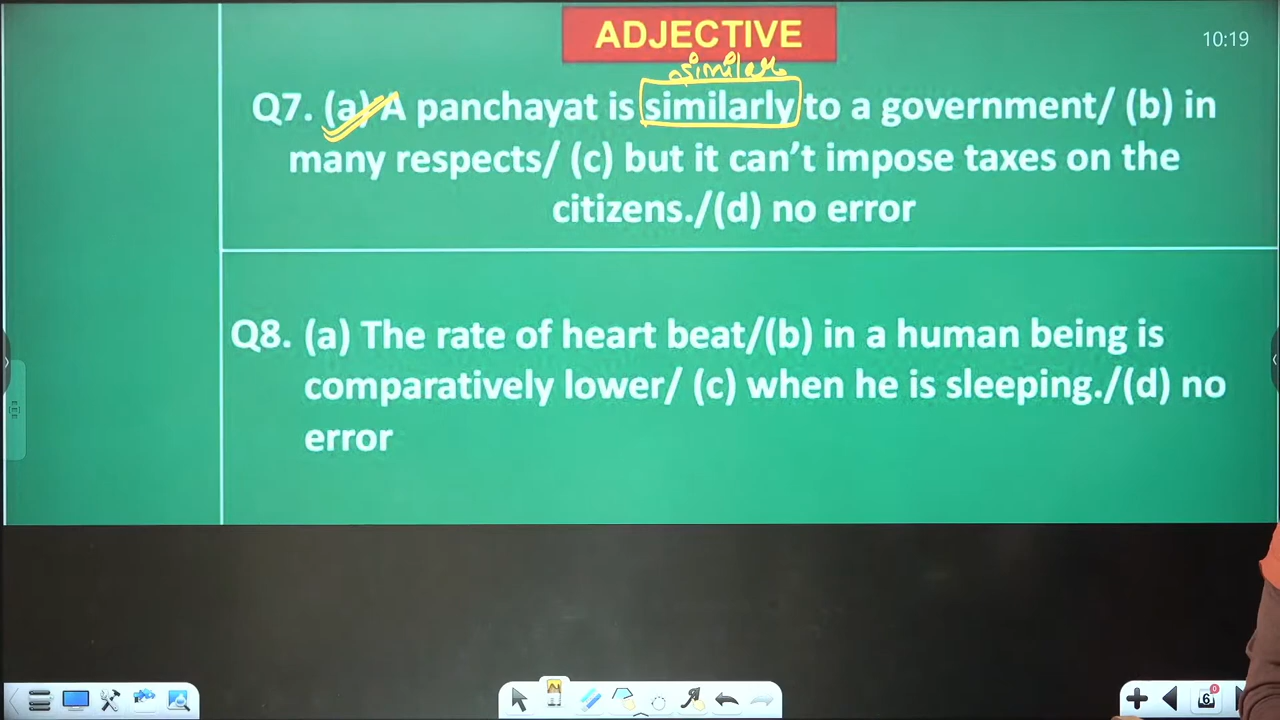 ADJECTIVE
10:19
similar
Q7. (a) A panchayat is similarly to a government/ (b) in
many respects/ (c) but it can't impose taxes on the
citizens./(d) no error
Q8. (a) The rate of heart beat/(b) in a human being is
comparatively lower/ (c) when he is sleeping./(d) no
error
6